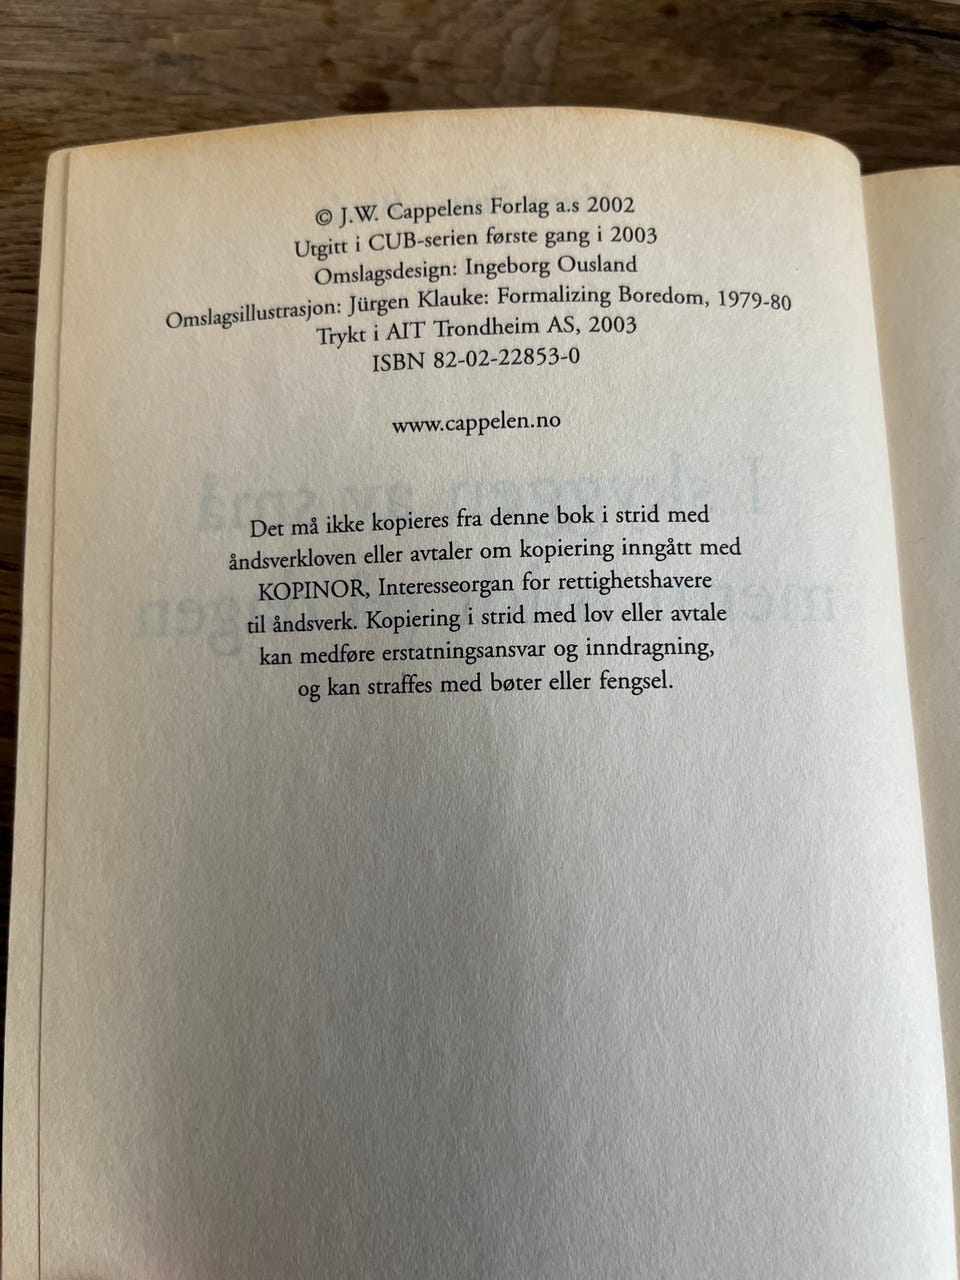 © J.W. Cappelens Forlag a.s 2002
Utgitt i CUB-serien første gang i 2003
Omslagsdesign: Ingeborg Ousland
Omslagsillustrasjon: Jürgen Klauke: Formalizing Boredom, 1979-80
Trykt i AIT Trondheim AS, 2003
ISBN 82-02-22853-0
www.cappelen.no
Det må ikke kopieres fra denne bok i strid med
åndsverkloven eller avtaler om kopiering inngått med
KOPINOR, Interesseorgan for rettighetshavere
til åndsverk. Kopiering i strid med lov eller avtale
kan medføre erstatningsansvar og inndragning,
og kan straffes med bøter eller fengsel.